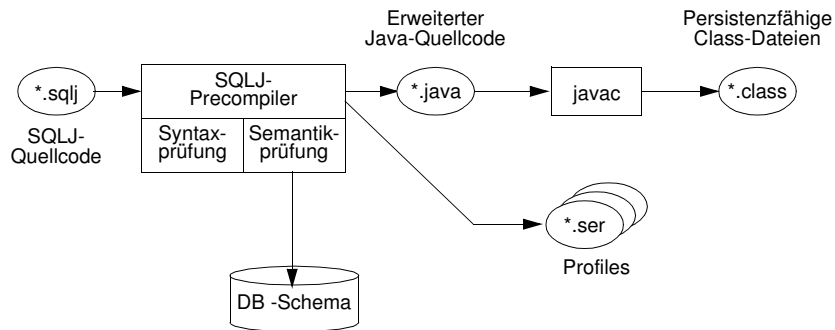 Erweiterter
Java-Quellcode
Persistenzfähige
Class-Dateien
*.sqlj
SQLJ-
Precompiler
*.java
javac
*.class
SQLJ-
Quellcode
Syntax-
prüfung
Semantik-
prüfung
*.ser
Profiles
DB -Schema